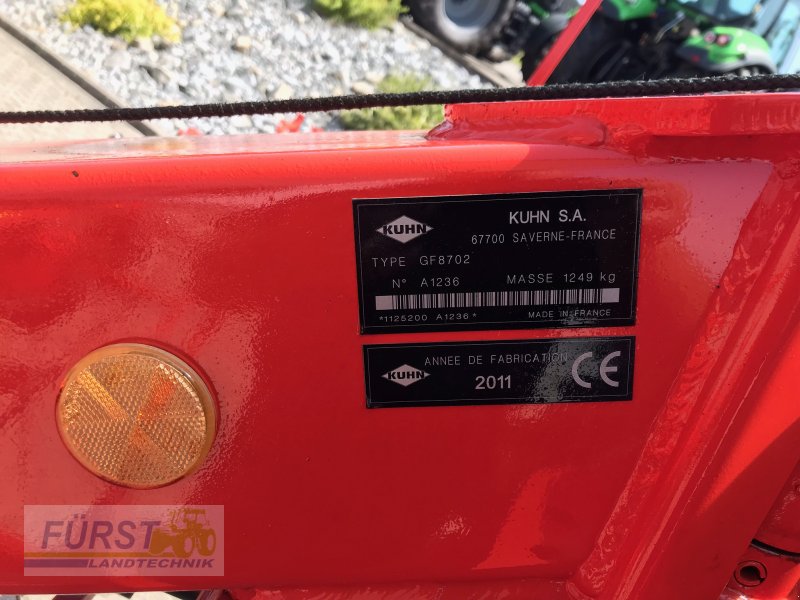 KUHN
KUHN S.A.
67700 SAVERNE-FRANCE
TYPE GF8702
N° A1236 MASSE 1249 kg
*1125200 A1236* MADE IN FRANCE
KUHN
ANNEE DE FABRICATION
2011
CE
FÜRST
LANDTECHNIK